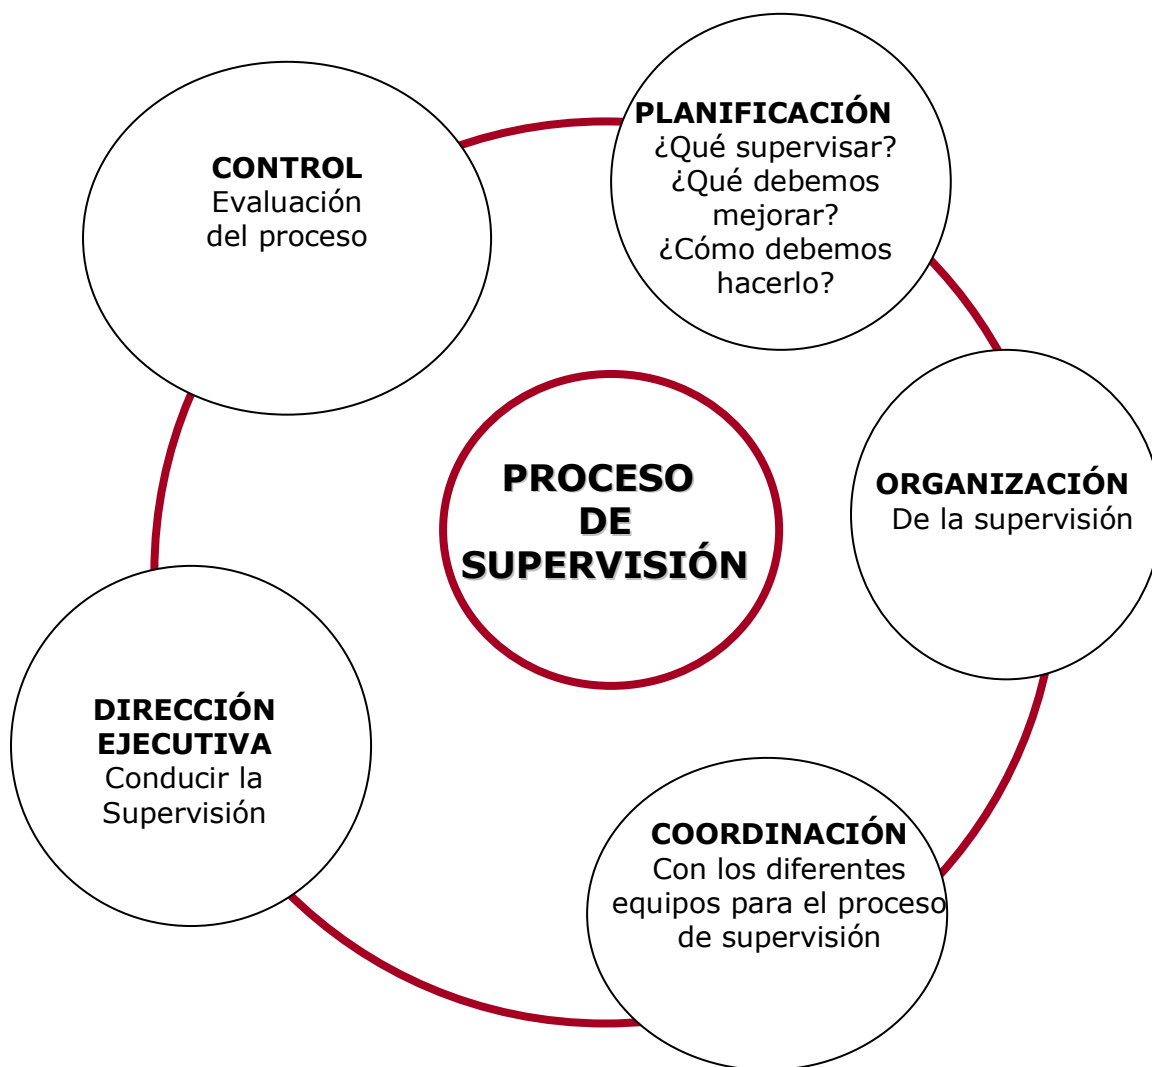 PLANIFICACIÓN
¿Qué supervisar?
¿Qué debemos
mejorar?
¿Cómo debemos
hacerlo?
CONTROL
Evaluación
del proceso
PROCESO
DE
SUPERVISIÓN
ORGANIZACIÓN
De la supervisión
DIRECCIÓN
EJECUTIVA
Conducir la
Supervisión
COORDINACIÓN
Con los diferentes
equipos para el proceso
de supervisión